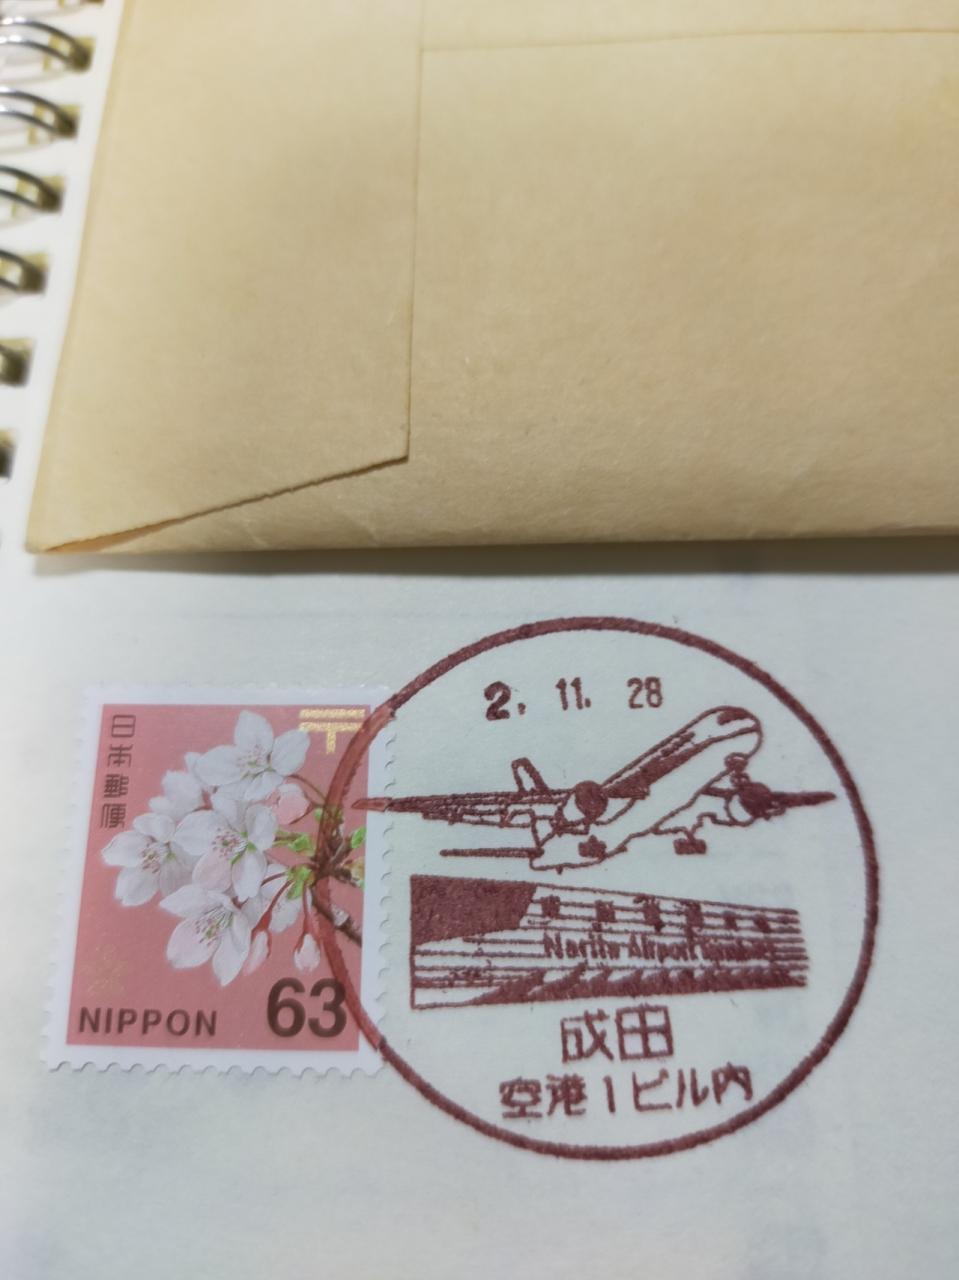 日本郵便
NIPPON 63
2. 11. 28
Narita Airport
成田
空港1ビル内